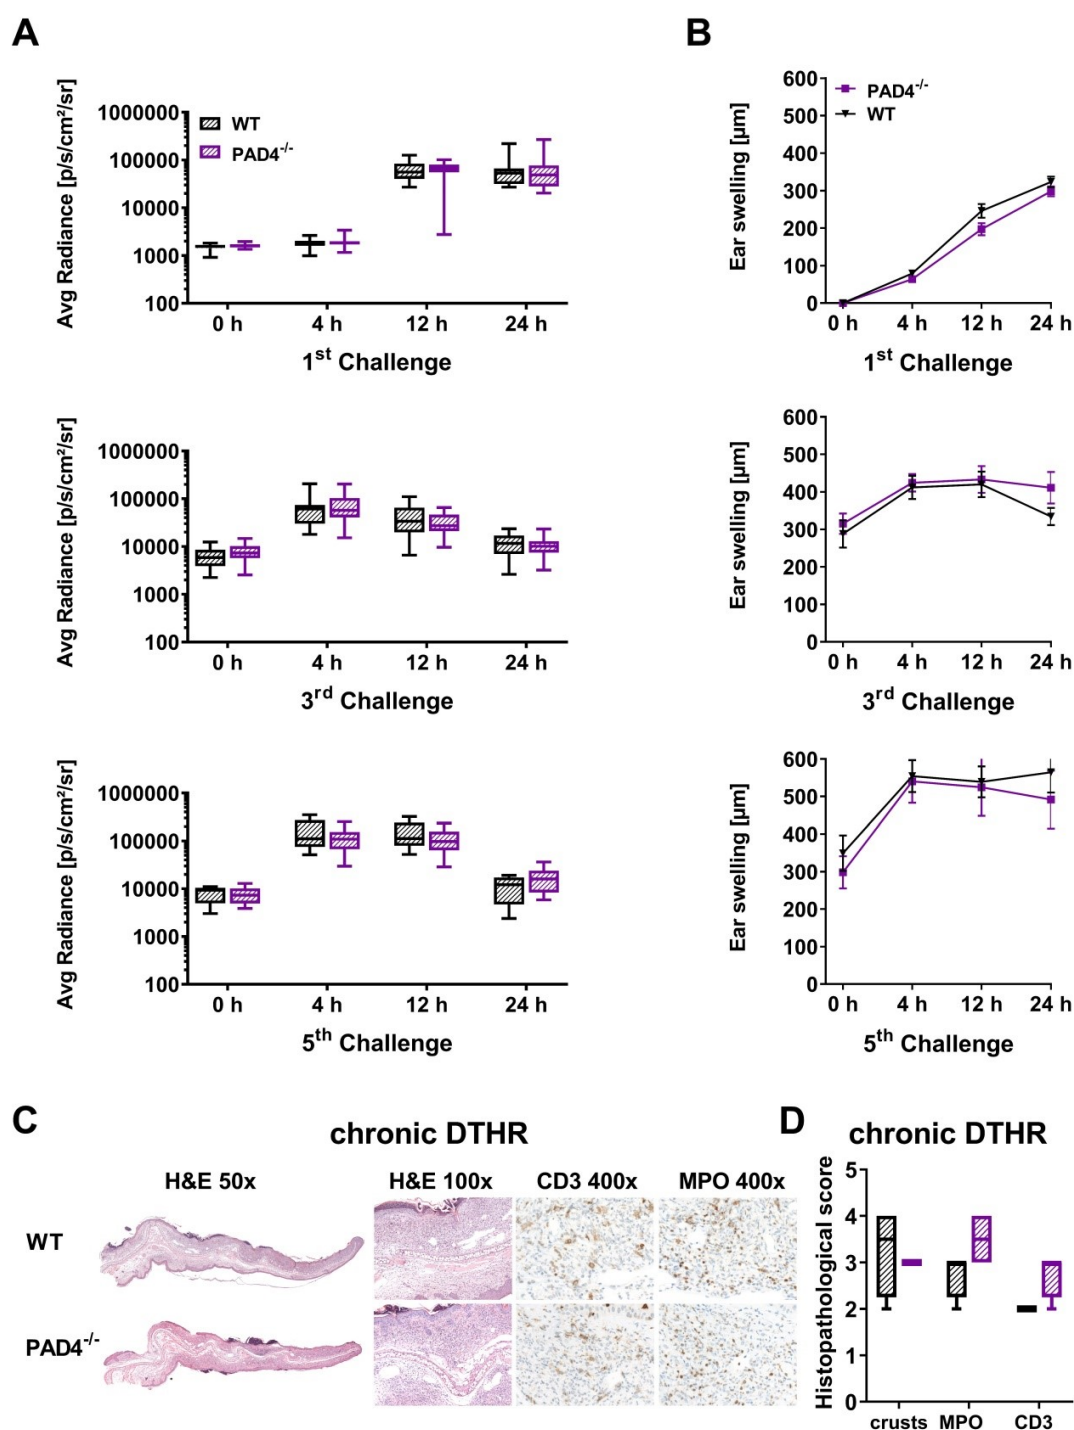 A
B
Avg Radiance [p/s/cm²/sr]
1000000
100000
10000
1000
100
WT
PAD4-/-
0 h 4 h 12 h 24 h
1st Challenge
Ear swelling [µm]
600
500
400
300
200
100
0
PAD4-/-
WT
0 h 4 h 12 h 24 h
1st Challenge
Avg Radiance [p/s/cm²/sr]
1000000
100000
10000
1000
100
0 h 4 h 12 h 24 h
3rd Challenge
Ear swelling [µm]
600
500
400
300
200
100
0
0 h 4 h 12 h 24 h
3rd Challenge
Avg Radiance [p/s/cm²/sr]
1000000
100000
10000
1000
100
0 h 4 h 12 h 24 h
5th Challenge
Ear swelling [µm]
600
500
400
300
200
100
0
0 h 4 h 12 h 24 h
5th Challenge
C
chronic DTHR
H&E 50x H&E 100x CD3 400x MPO 400x
WT
PAD4-/-
D
chronic DTHR
Histopathological score
5
4
3
2
1
0
crusts MPO CD3